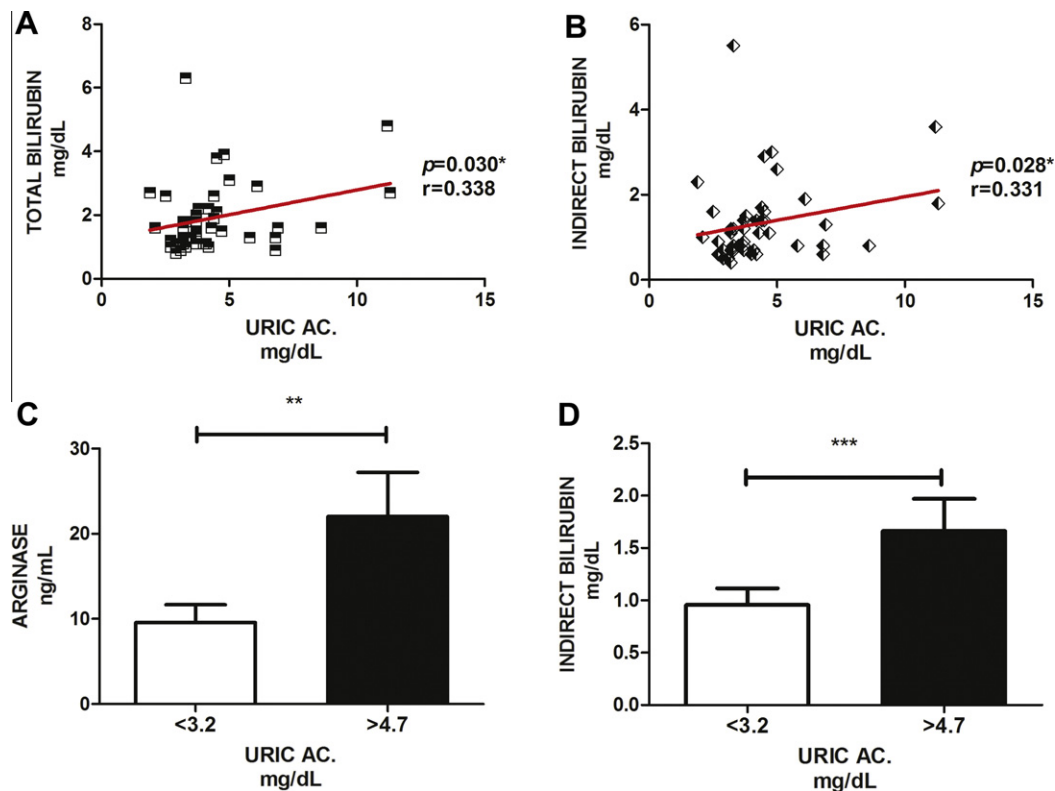 A
TOTAL BILIRUBIN
mg/dL
8
6
4
2
0
0 5 10 15
URIC AC.
mg/dL
p=0.030*
r=0.338
B
INDIRECT BILIRUBIN
mg/dL
6
4
2
0
0 5 10 15
URIC AC.
mg/dL
p=0.028*
r=0.331
C
ARGINASE
ng/mL
30
20
10
0
**
<3.2 >4.7
URIC AC.
mg/dL
D
INDIRECT BILIRUBIN
mg/dL
2.5
2.0
1.5
1.0
0.5
0.0
***
<3.2 >4.7
URIC AC.
mg/dL